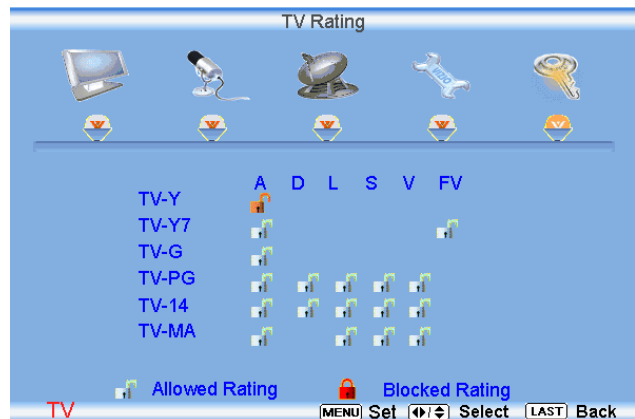 TV Rating
A D L S V FV
TV-Y
TV-Y7
TV-G
TV-PG
TV-14
TV-MA
Allowed Rating Blocked Rating
TV MENU Set Select LAST Back